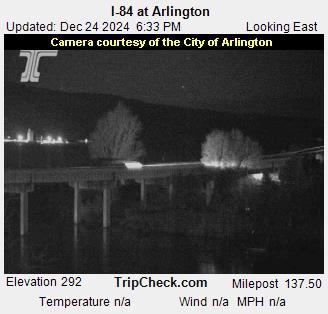 I-84 at Arlington
Updated: Dec 24 2024 6:33 PM Looking East
Camera courtesy of the City of Arlington
Elevation 292 TripCheck.com Milepost 137.50
Temperature n/a Wind n/a MPH n/a